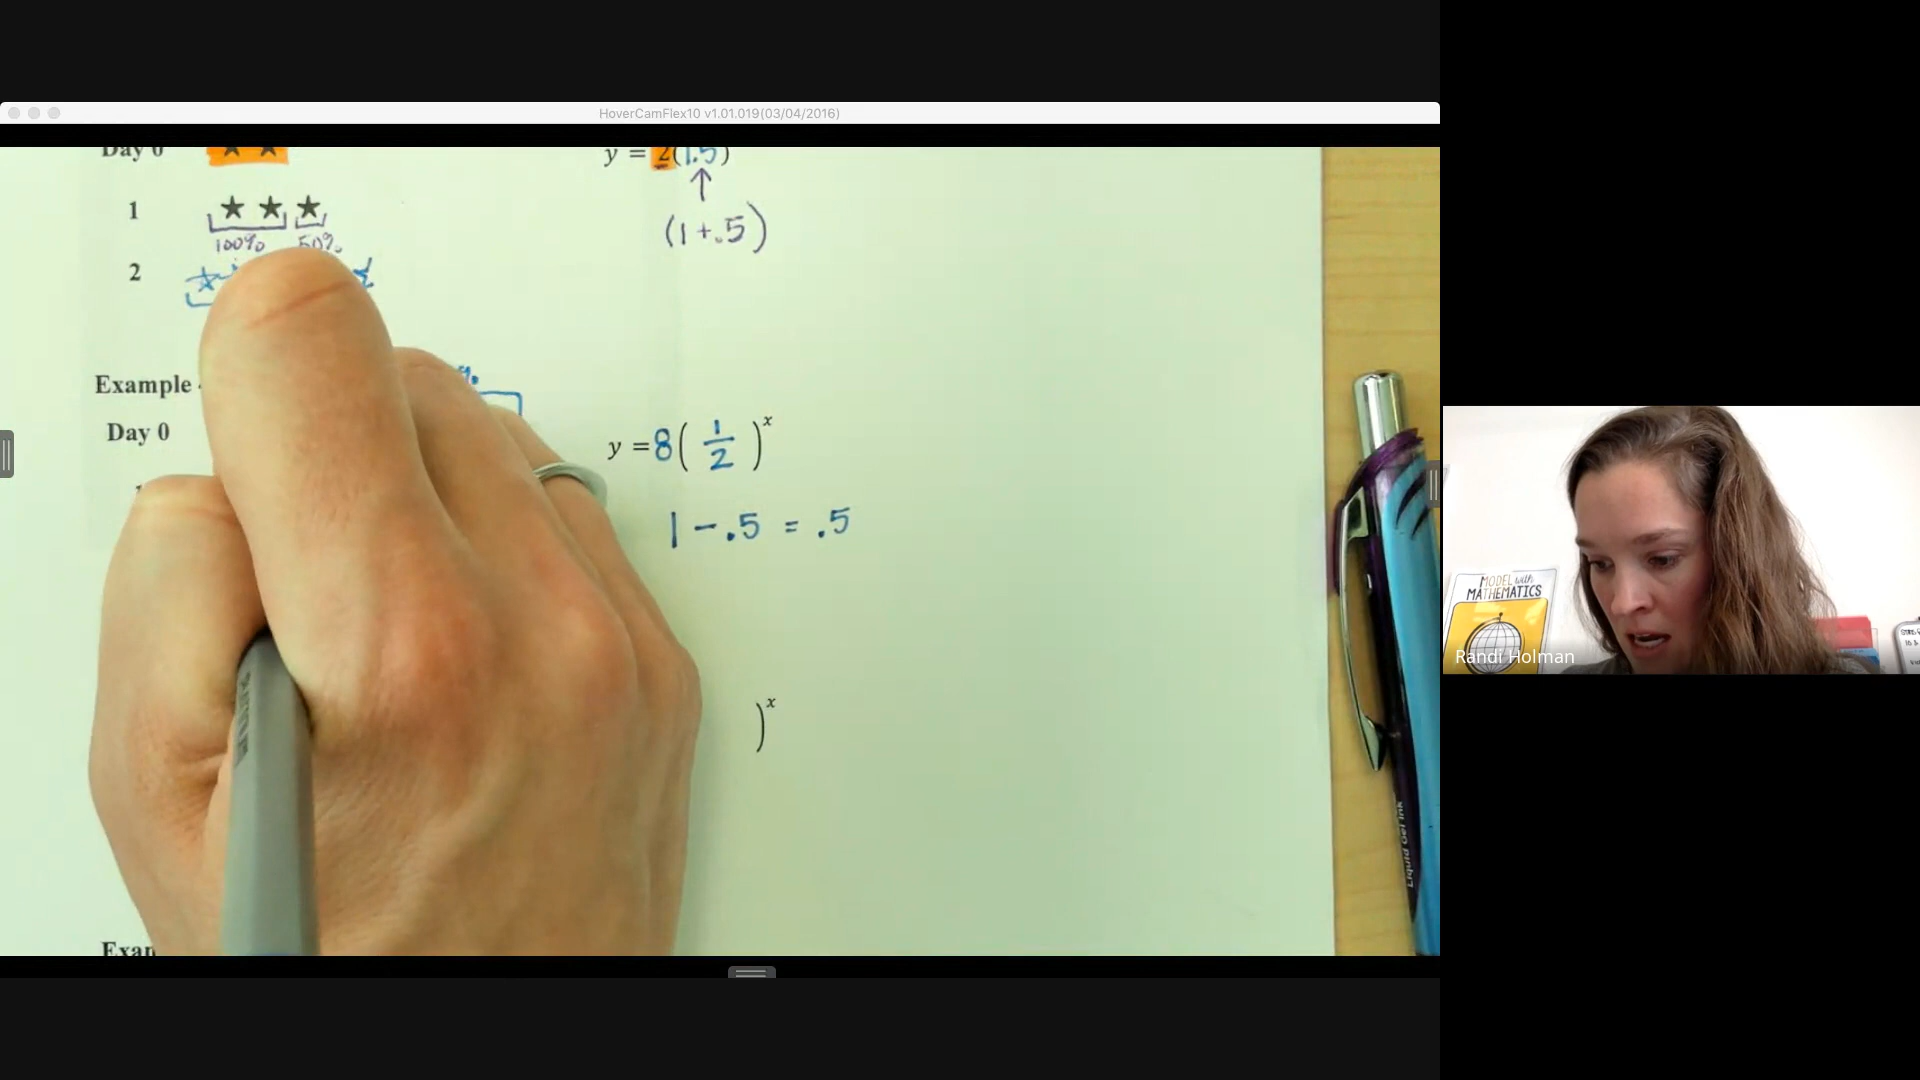 HoverCamFlex10 v1.01.019(03/04/2016)
Day 0 ★ ★ y = 2(1.5)
1 ★ ★ ★
100% 50%
(1 + .5)
2
Example
%
Day 0
y = 8(1/2)^x
1 - .5 = .5
)^x
Liquid Gel Ink
MODEL with
MATHEMATICS
Randi Holman